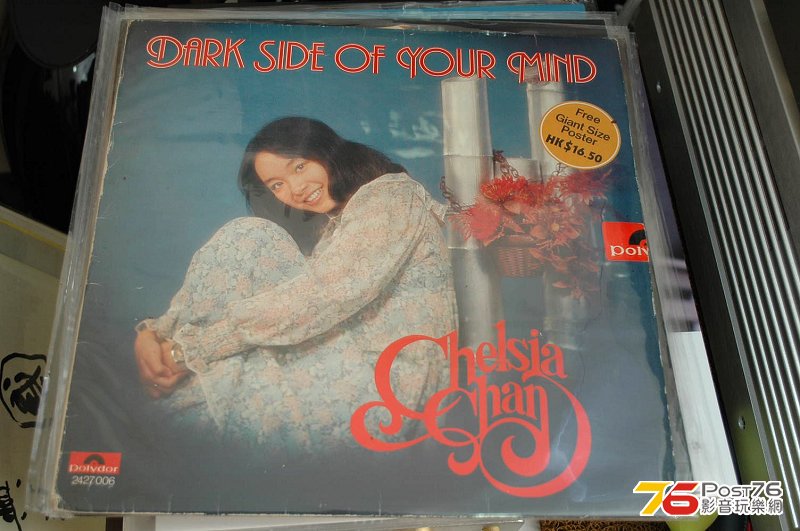 DARK SIDE OF YOUR MIND
Free
Giant Size
Poster
HK$16.50
polv
Chelsia
Chan
polydor
2427006
76 Post76
影音玩樂網